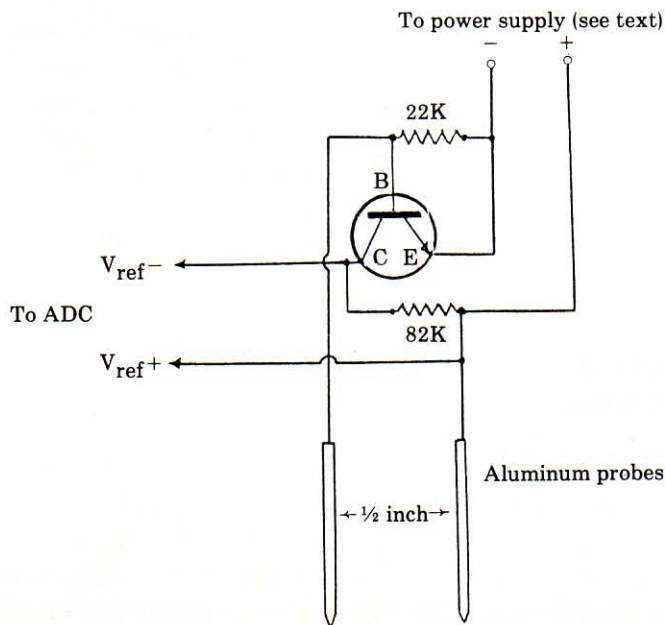 To power supply (see text)
− +
22K
B
C E
V_ref −
82K
To ADC
V_ref +
Aluminum probes
½ inch